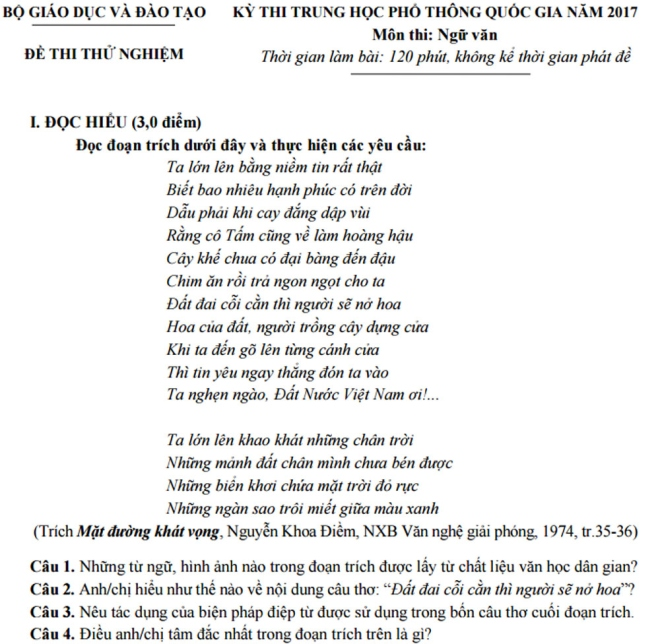 BỘ GIÁO DỤC VÀ ĐÀO TẠO
KỲ THI TRUNG HỌC PHỔ THÔNG QUỐC GIA NĂM 2017
Môn thi: Ngữ văn
ĐỀ THI THỬ NGHIỆM
Thời gian làm bài: 120 phút, không kể thời gian phát đề
I. ĐỌC HIỂU (3,0 điểm)
Đọc đoạn trích dưới đây và thực hiện các yêu cầu:
Ta lớn lên bằng niềm tin rất thật
Biết bao nhiêu hạnh phúc có trên đời
Dẫu phải khi cay đắng dập vùi
Rằng cô Tấm cũng về làm hoàng hậu
Cây khế chua có đại bàng đến đậu
Chim ăn rồi trả ngon ngọt cho ta
Đất đai cỗi cằn thì người sẽ nở hoa
Hoa của đất, người trồng cây dựng cửa
Khi ta đến gõ lên từng cánh cửa
Thì tin yêu ngay thẳng đón ta vào
Ta nghẹn ngào, Đất Nước Việt Nam ơi!...
Ta lớn lên khao khát những chân trời
Những mảnh đất chân mình chưa bén được
Những biển khơi chứa mặt trời đỏ rực
Những ngàn sao trôi miết giữa màu xanh
(Trích Mặt đường khát vọng, Nguyễn Khoa Điềm, NXB Văn nghệ giải phóng, 1974, tr.35-36)
Câu 1. Những từ ngữ, hình ảnh nào trong đoạn trích được lấy từ chất liệu văn học dân gian?
Câu 2. Anh/chị hiểu như thế nào về nội dung câu thơ: “Đất đai cỗi cằn thì người sẽ nở hoa”?
Câu 3. Nêu tác dụng của biện pháp điệp từ được sử dụng trong bốn câu thơ cuối đoạn trích.
Câu 4. Điều anh/chị tâm đắc nhất trong đoạn trích trên là gì?